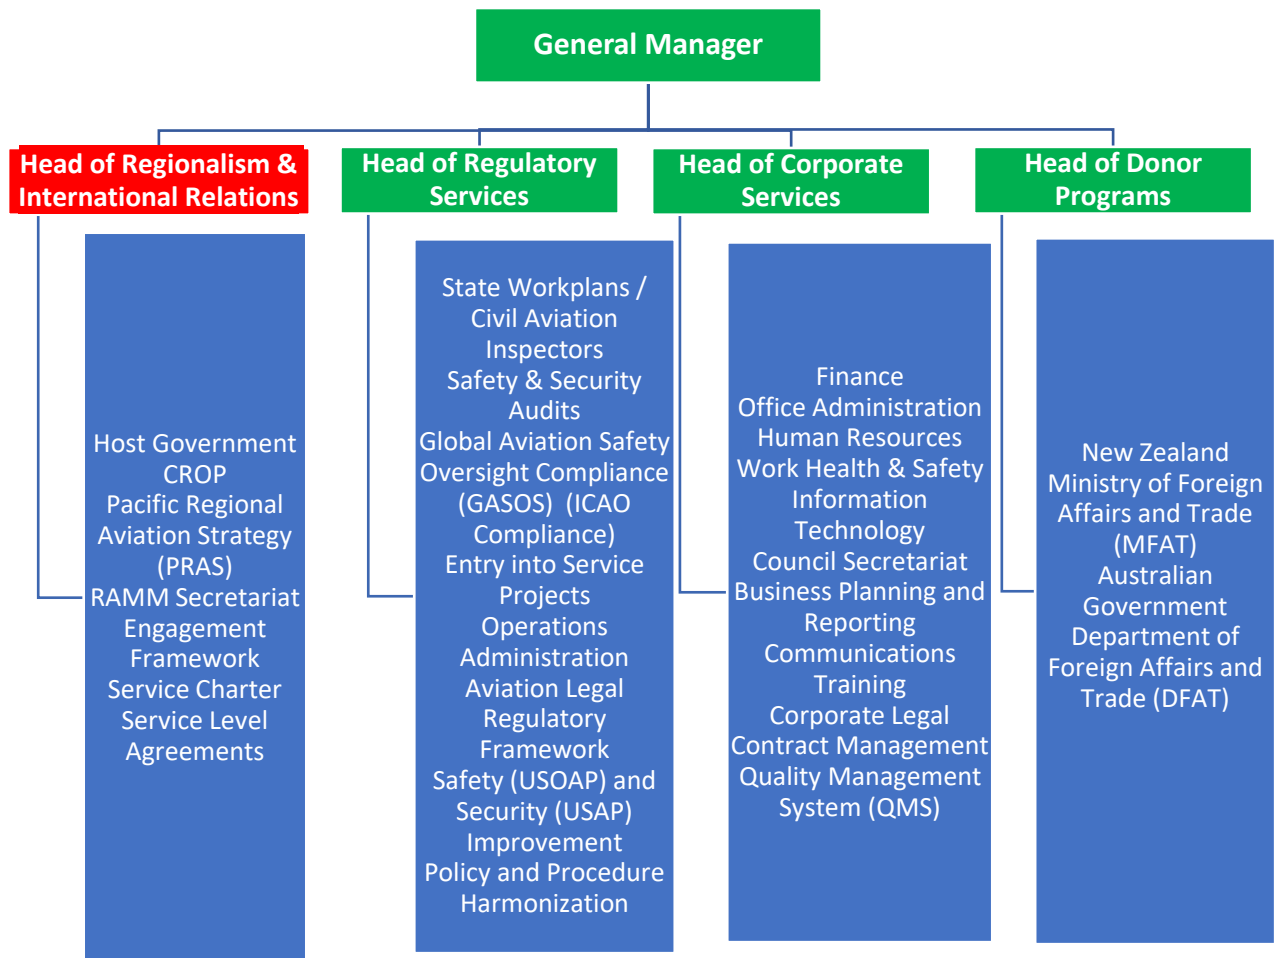 General Manager
Head of Regionalism &
International Relations
Head of Regulatory
Services
Head of Corporate
Services
Head of Donor
Programs
Host Government
CROP
Pacific Regional
Aviation Strategy
(PRAS)
RAMM Secretariat
Engagement
Framework
Service Charter
Service Level
Agreements
State Workplans /
Civil Aviation
Inspectors
Safety & Security
Audits
Global Aviation Safety
Oversight Compliance
(GASOS) (ICAO
Compliance)
Entry into Service
Projects
Operations
Administration
Aviation Legal
Regulatory
Framework
Safety (USOAP) and
Security (USAP)
Improvement
Policy and Procedure
Harmonization
Finance
Office Administration
Human Resources
Work Health & Safety
Information
Technology
Council Secretariat
Business Planning and
Reporting
Communications
Training
Corporate Legal
Contract Management
Quality Management
System (QMS)
New Zealand
Ministry of Foreign
Affairs and Trade
(MFAT)
Australian
Government
Department of
Foreign Affairs and
Trade (DFAT)